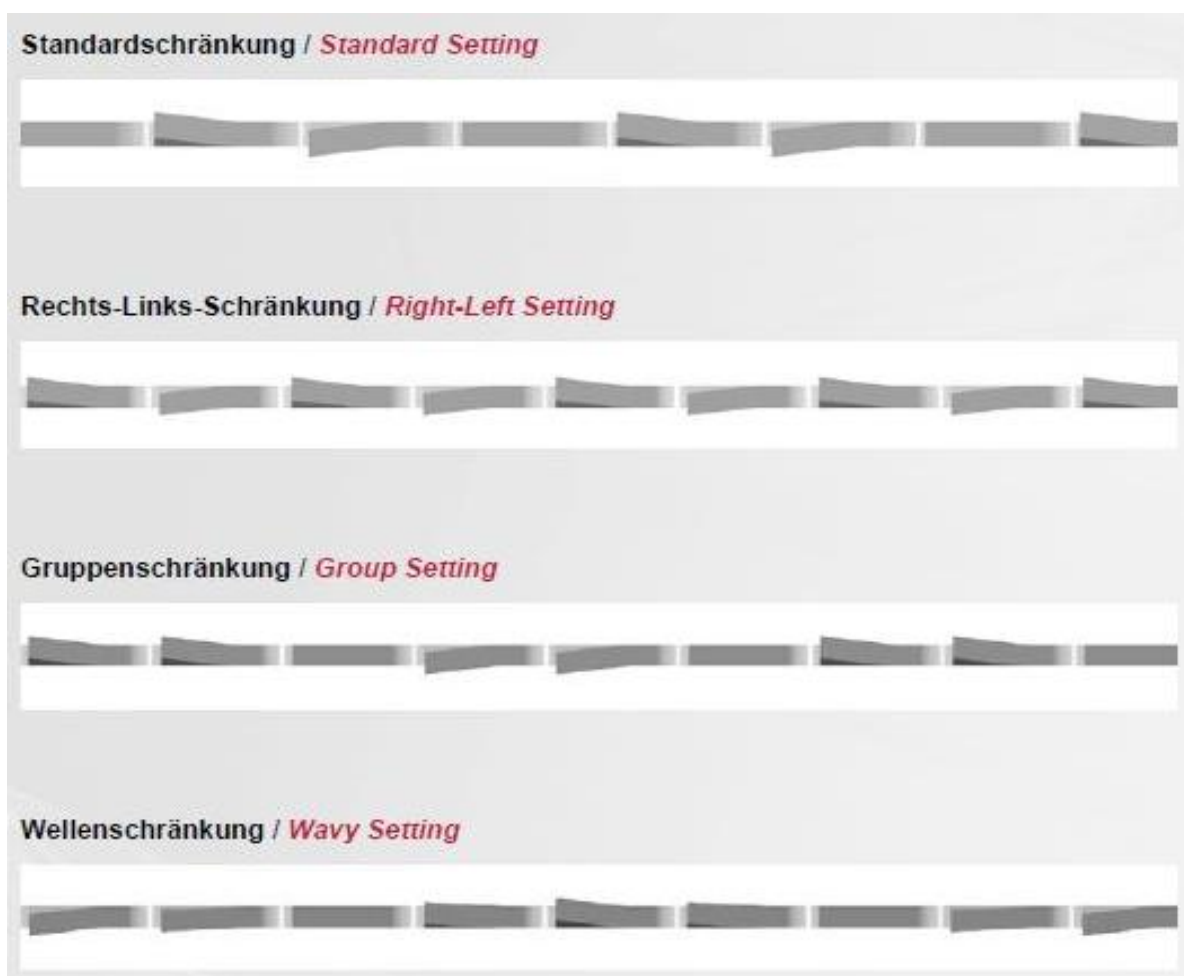 Standardschränkung / Standard Setting
Rechts-Links-Schränkung / Right-Left Setting
Gruppenschränkung / Group Setting
Wellenschränkung / Wavy Setting